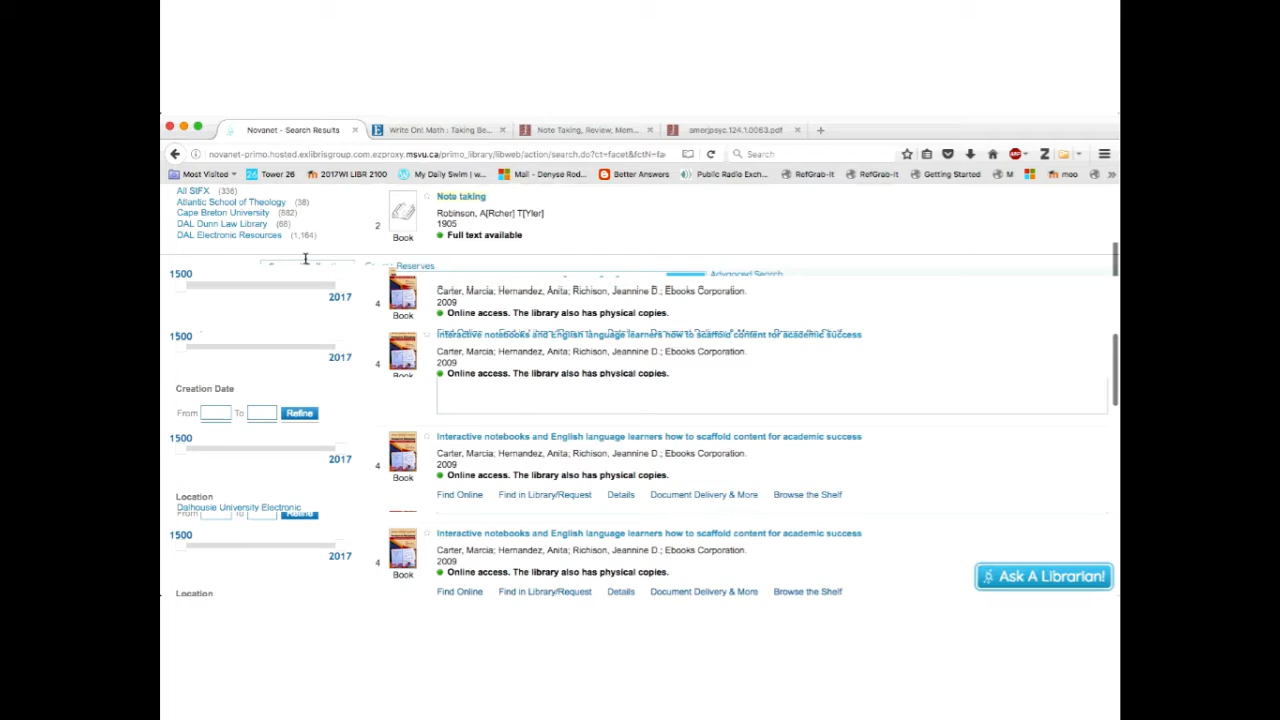 Novanet - Search Results
Write On! Math : Taking Be...
Note Taking, Review, Mem...
amerjpsyc.124.1.0063.pdf
novanet-primo.hosted.exlibrisgroup.com.ezproxy.msvu.ca/primo_library/libweb/action/search.do?ct=facet&fctN=fa
Search
Most Visited
26 Tower 26
2017WI LIBR 2100
My Daily Swim | w...
Mail - Denyse Rod...
Better Answers
Public Radio Exch...
RefGrab-It
RefGrab-It
Getting Started
M
moo
All StFX (336)
Atlantic School of Theology (38)
Cape Breton University (882)
DAL Dunn Law Library (68)
DAL Electronic Resources (1,164)
2
Book
Note taking
Robinson, A[Rcher] T[Yler]
1905
Full text available
Reserves
Advanced Search
1500
2017
4
Book
Carter, Marcia; Hernandez, Anita; Richison, Jeannine D.; Ebooks Corporation.
2009
Online access. The library also has physical copies.
1500
2017
4
Book
Interactive notebooks and English language learners how to scaffold content for academic success
Carter, Marcia; Hernandez, Anita; Richison, Jeannine D.; Ebooks Corporation.
2009
Online access. The library also has physical copies.
Creation Date
From To Refine
1500
2017
4
Book
Interactive notebooks and English language learners how to scaffold content for academic success
Carter, Marcia; Hernandez, Anita; Richison, Jeannine D.; Ebooks Corporation.
2009
Online access. The library also has physical copies.
Find Online Find in Library/Request Details Document Delivery & More Browse the Shelf
Location
Dalhousie University Electronic
From To Refine
1500
2017
4
Book
Interactive notebooks and English language learners how to scaffold content for academic success
Carter, Marcia; Hernandez, Anita; Richison, Jeannine D.; Ebooks Corporation.
2009
Online access. The library also has physical copies.
Find Online Find in Library/Request Details Document Delivery & More Browse the Shelf
Location
Ask A Librarian!